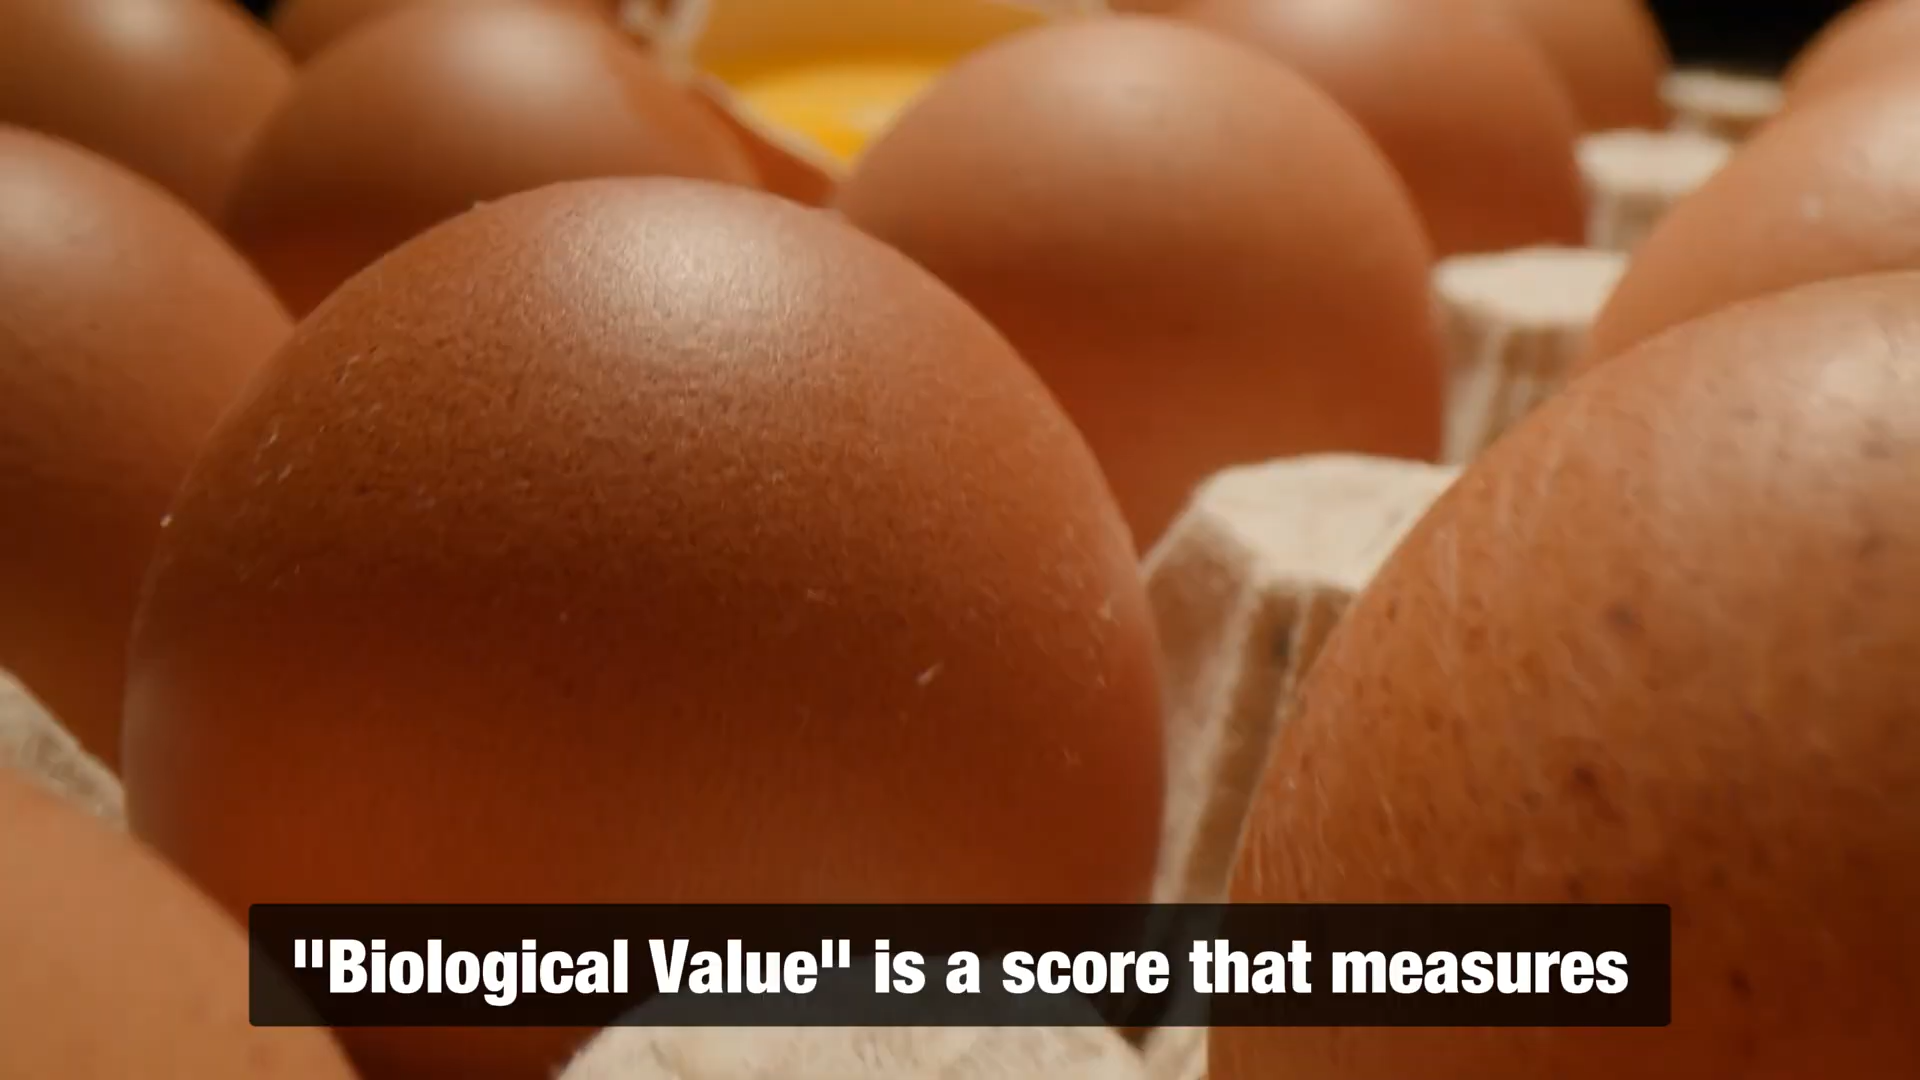 "Biological Value" is a score that measures